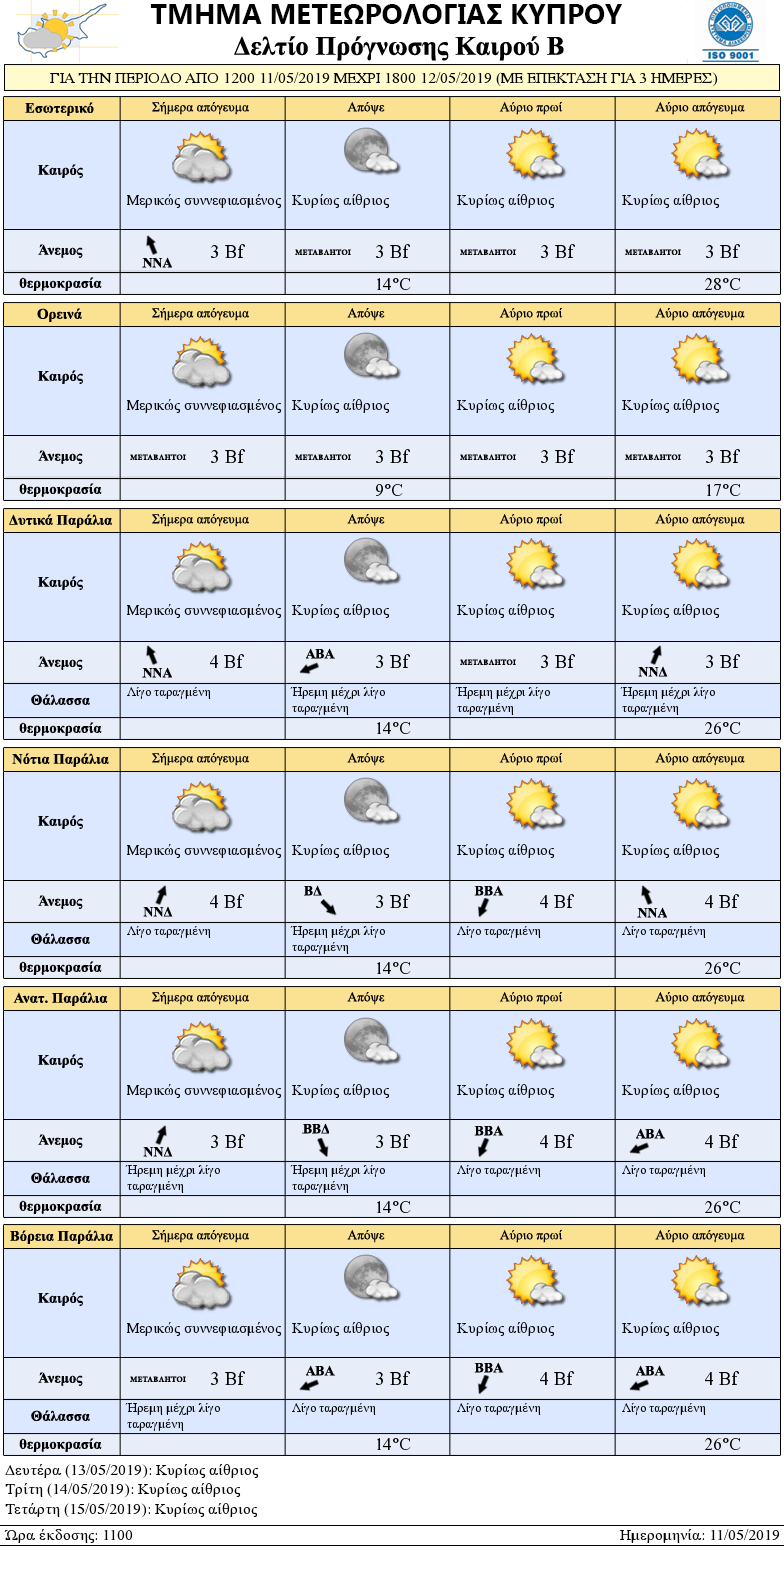 ΤΜΗΜΑ ΜΕΤΕΩΡΟΛΟΓΙΑΣ ΚΥΠΡΟΥ
Δελτίο Πρόγνωσης Καιρού Β
ISO 9001
ΓΙΑ ΤΗΝ ΠΕΡΙΟΔΟ ΑΠΟ 1200 11/05/2019 ΜΕΧΡΙ 1800 12/05/2019 (ΜΕ ΕΠΕΚΤΑΣΗ ΓΙΑ 3 ΗΜΕΡΕΣ)
Εσωτερικό Σήμερα απόγευμα Απόψε Αύριο πρωί Αύριο απόγευμα
Καιρός
Μερικώς συννεφιασμένος Κυρίως αίθριος Κυρίως αίθριος Κυρίως αίθριος
Άνεμος ΝΝΑ 3 Bf ΜΕΤΑΒΛΗΤΟΙ 3 Bf ΜΕΤΑΒΛΗΤΟΙ 3 Bf ΜΕΤΑΒΛΗΤΟΙ 3 Bf
θερμοκρασία 14°C 28°C
Ορεινά Σήμερα απόγευμα Απόψε Αύριο πρωί Αύριο απόγευμα
Καιρός
Μερικώς συννεφιασμένος Κυρίως αίθριος Κυρίως αίθριος Κυρίως αίθριος
Άνεμος ΜΕΤΑΒΛΗΤΟΙ 3 Bf ΜΕΤΑΒΛΗΤΟΙ 3 Bf ΜΕΤΑΒΛΗΤΟΙ 3 Bf ΜΕΤΑΒΛΗΤΟΙ 3 Bf
θερμοκρασία 9°C 17°C
Δυτικά Παράλια Σήμερα απόγευμα Απόψε Αύριο πρωί Αύριο απόγευμα
Καιρός
Μερικώς συννεφιασμένος Κυρίως αίθριος Κυρίως αίθριος Κυρίως αίθριος
Άνεμος ΝΝΑ 4 Bf ΑΒΑ 3 Bf ΜΕΤΑΒΛΗΤΟΙ 3 Bf ΝΝΔ 3 Bf
Θάλασσα Λίγο ταραγμένη Ήρεμη μέχρι λίγο ταραγμένη Ήρεμη μέχρι λίγο ταραγμένη Ήρεμη μέχρι λίγο ταραγμένη
θερμοκρασία 14°C 26°C
Νότια Παράλια Σήμερα απόγευμα Απόψε Αύριο πρωί Αύριο απόγευμα
Καιρός
Μερικώς συννεφιασμένος Κυρίως αίθριος Κυρίως αίθριος Κυρίως αίθριος
Άνεμος ΝΝΔ 4 Bf ΒΔ 3 Bf ΒΒΑ 4 Bf ΝΝΑ 4 Bf
Θάλασσα Λίγο ταραγμένη Ήρεμη μέχρι λίγο ταραγμένη Λίγο ταραγμένη Λίγο ταραγμένη
θερμοκρασία 14°C 26°C
Ανατ. Παράλια Σήμερα απόγευμα Απόψε Αύριο πρωί Αύριο απόγευμα
Καιρός
Μερικώς συννεφιασμένος Κυρίως αίθριος Κυρίως αίθριος Κυρίως αίθριος
Άνεμος ΝΝΔ 3 Bf ΒΒΔ 3 Bf ΒΒΑ 4 Bf ΑΒΑ 4 Bf
Θάλασσα Ήρεμη μέχρι λίγο ταραγμένη Ήρεμη μέχρι λίγο ταραγμένη Λίγο ταραγμένη Λίγο ταραγμένη
θερμοκρασία 14°C 26°C
Βόρεια Παράλια Σήμερα απόγευμα Απόψε Αύριο πρωί Αύριο απόγευμα
Καιρός
Μερικώς συννεφιασμένος Κυρίως αίθριος Κυρίως αίθριος Κυρίως αίθριος
Άνεμος ΜΕΤΑΒΛΗΤΟΙ 3 Bf ΑΒΑ 3 Bf ΒΒΑ 4 Bf ΑΒΑ 4 Bf
Θάλασσα Ήρεμη μέχρι λίγο ταραγμένη Λίγο ταραγμένη Λίγο ταραγμένη Λίγο ταραγμένη
θερμοκρασία 14°C 26°C
Δευτέρα (13/05/2019): Κυρίως αίθριος
Τρίτη (14/05/2019): Κυρίως αίθριος
Τετάρτη (15/05/2019): Κυρίως αίθριος
Ώρα έκδοσης: 1100 Ημερομηνία: 11/05/2019